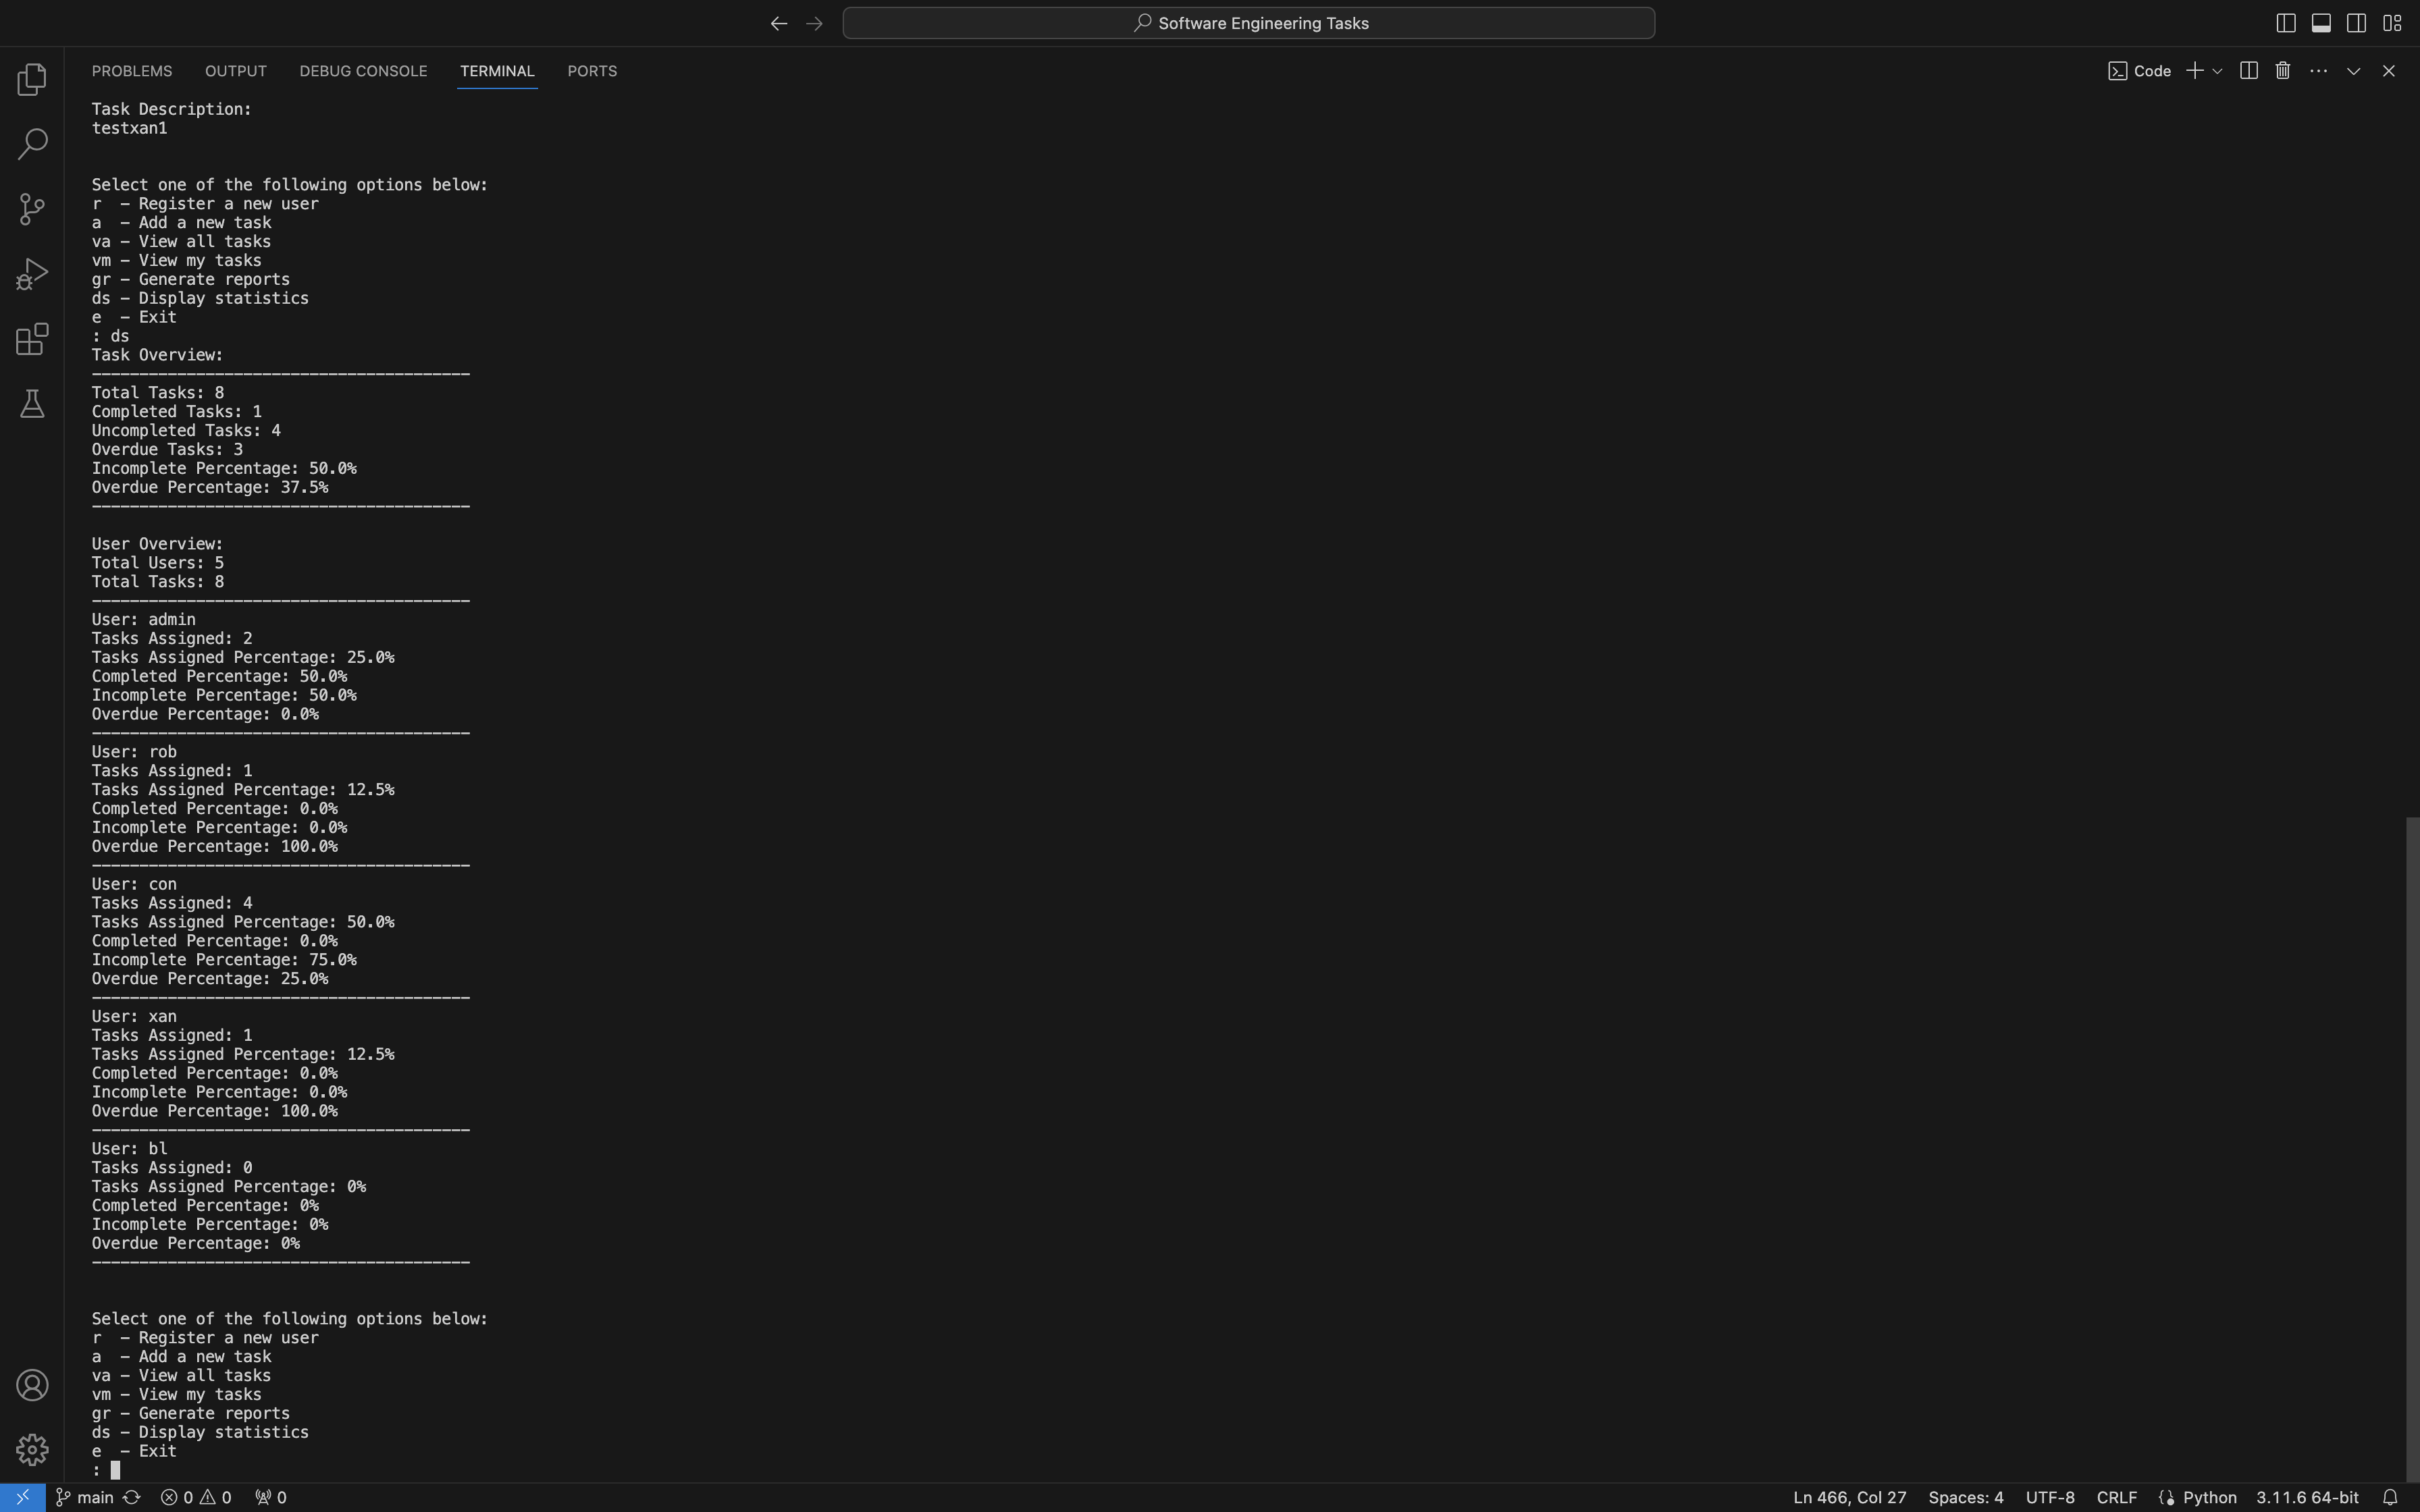 Software Engineering Tasks
PROBLEMS OUTPUT DEBUG CONSOLE TERMINAL PORTS
Code
Task Description:
testxan1
Select one of the following options below:
r  - Register a new user
a  - Add a new task
va - View all tasks
vm - View my tasks
gr - Generate reports
ds - Display statistics
e  - Exit
: ds
Task Overview:
----------------------------------------
Total Tasks: 8
Completed Tasks: 1
Uncompleted Tasks: 4
Overdue Tasks: 3
Incomplete Percentage: 50.0%
Overdue Percentage: 37.5%
----------------------------------------
User Overview:
Total Users: 5
Total Tasks: 8
----------------------------------------
User: admin
Tasks Assigned: 2
Tasks Assigned Percentage: 25.0%
Completed Percentage: 50.0%
Incomplete Percentage: 50.0%
Overdue Percentage: 0.0%
----------------------------------------
User: rob
Tasks Assigned: 1
Tasks Assigned Percentage: 12.5%
Completed Percentage: 0.0%
Incomplete Percentage: 0.0%
Overdue Percentage: 100.0%
----------------------------------------
User: con
Tasks Assigned: 4
Tasks Assigned Percentage: 50.0%
Completed Percentage: 0.0%
Incomplete Percentage: 75.0%
Overdue Percentage: 25.0%
----------------------------------------
User: xan
Tasks Assigned: 1
Tasks Assigned Percentage: 12.5%
Completed Percentage: 0.0%
Incomplete Percentage: 0.0%
Overdue Percentage: 100.0%
----------------------------------------
User: bl
Tasks Assigned: 0
Tasks Assigned Percentage: 0%
Completed Percentage: 0%
Incomplete Percentage: 0%
Overdue Percentage: 0%
----------------------------------------
Select one of the following options below:
r  - Register a new user
a  - Add a new task
va - View all tasks
vm - View my tasks
gr - Generate reports
ds - Display statistics
e  - Exit
:
main 0 0 0 Ln 466, Col 27 Spaces: 4 UTF-8 CRLF Python 3.11.6 64-bit